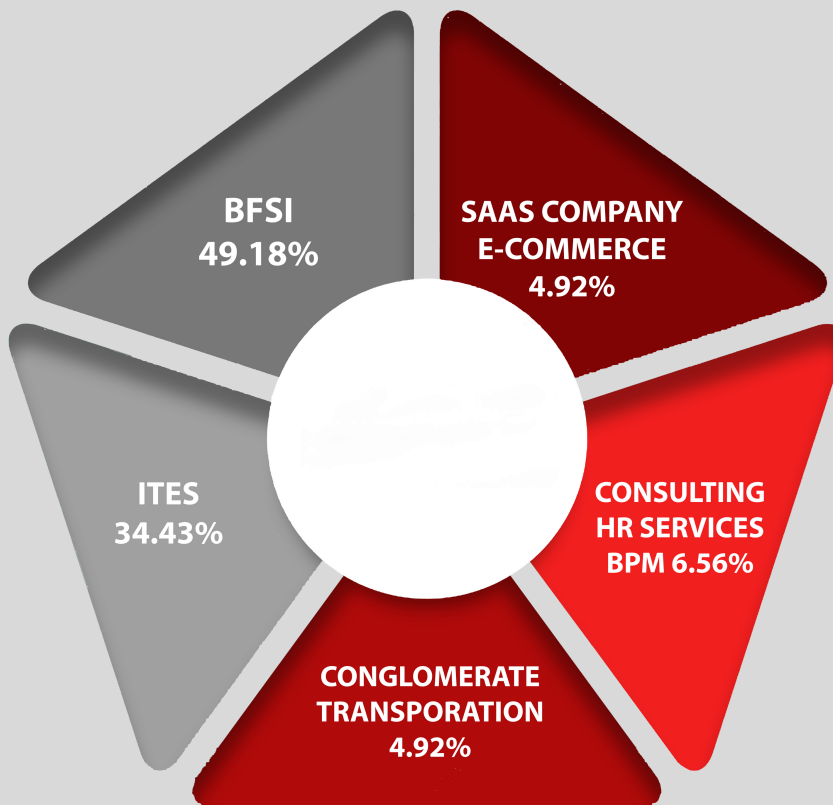 BFSI
49.18%
SAAS COMPANY
E-COMMERCE
4.92%
ITES
34.43%
CONSULTING
HR SERVICES
BPM 6.56%
CONGLOMERATE
TRANSPORATION
4.92%